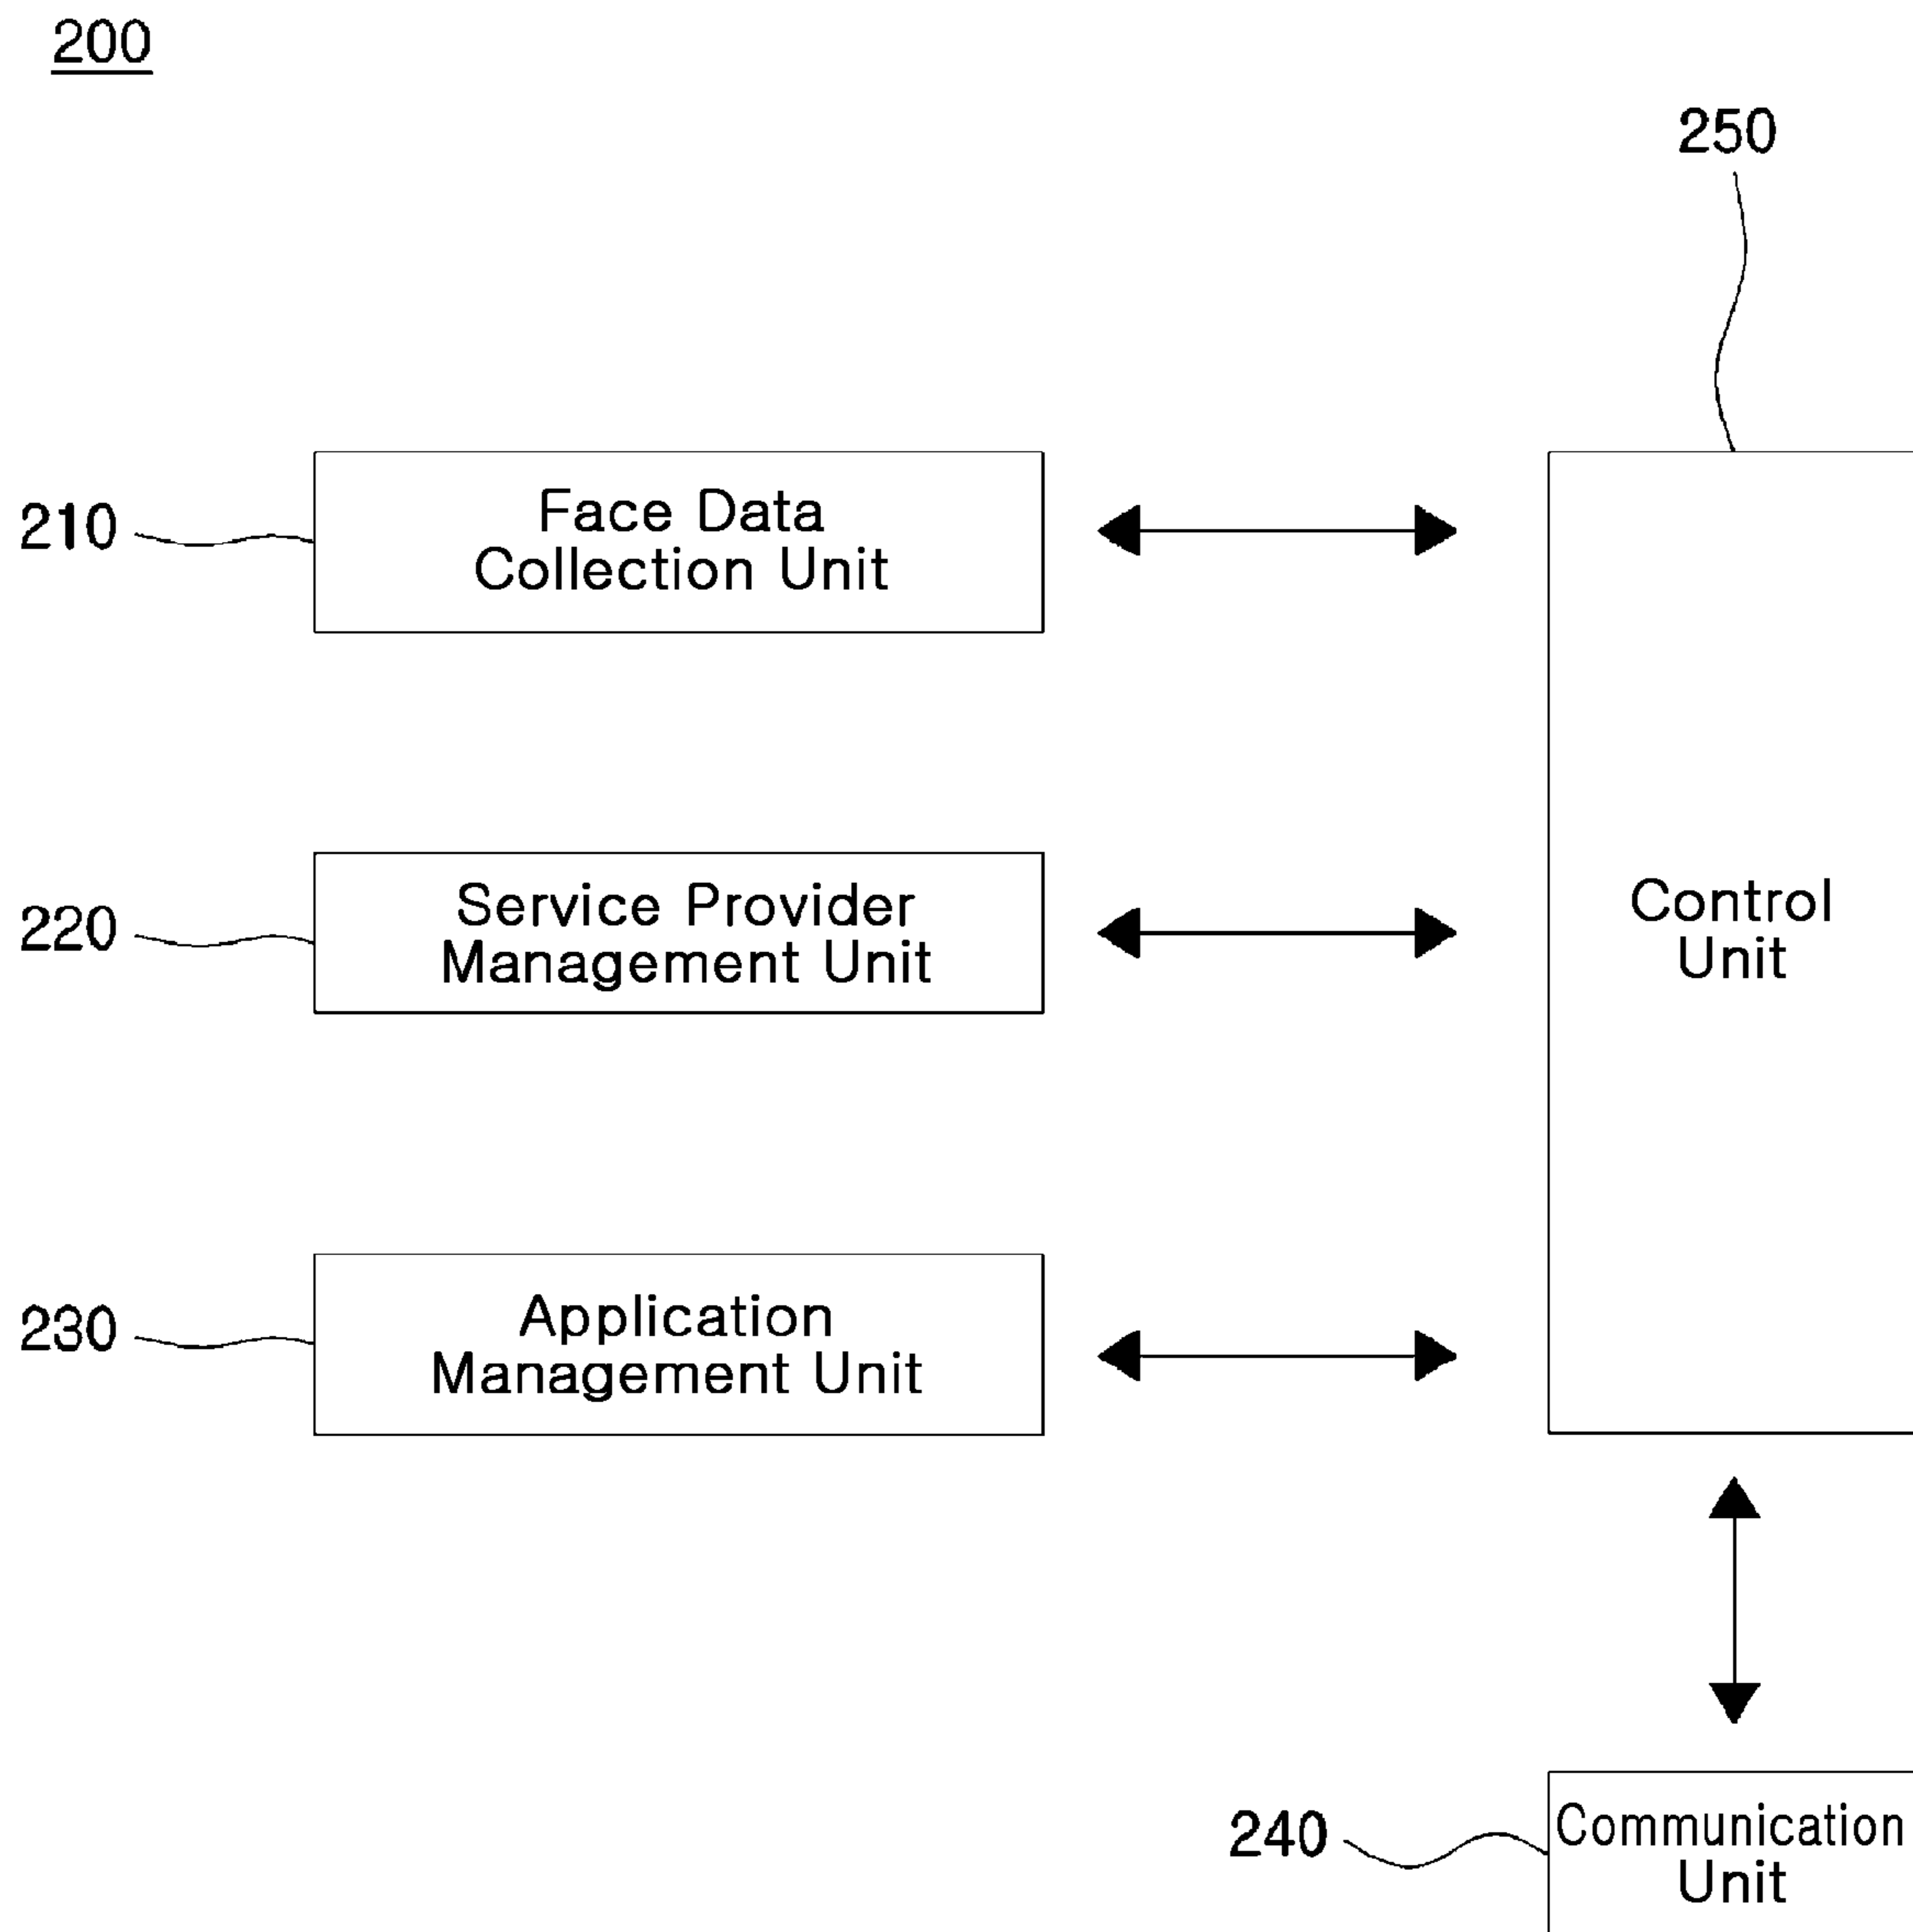 200
250
210
Face Data
Collection Unit
220
Service Provider
Management Unit
Control
Unit
230
Application
Management Unit
240
Communication
Unit